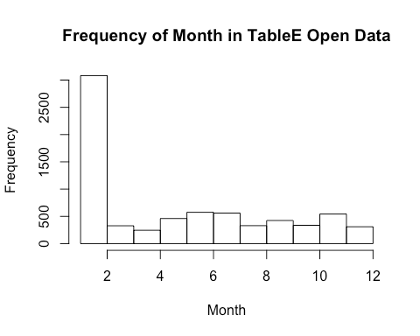 Frequency of Month in TableE Open Data
Frequency
2500
1500
500
0
2 4 6 8 10 12
Month